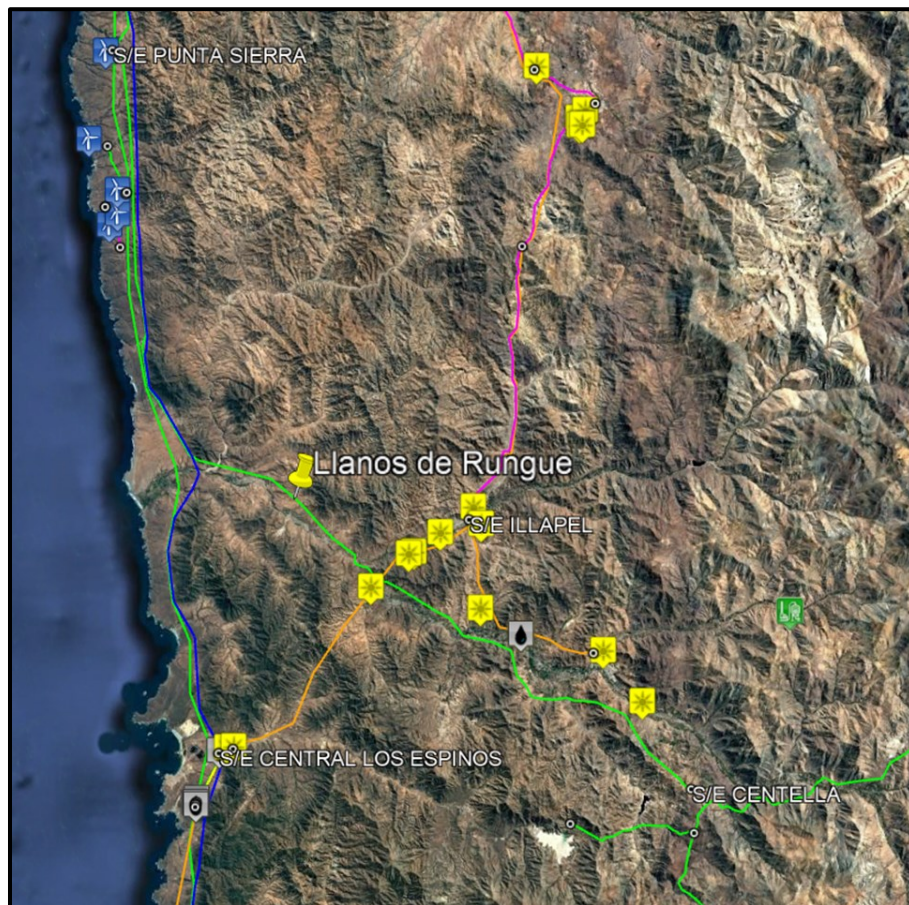 S/E PUNTA SIERRA
Llanos de Rungue
S/E ILLAPEL
S/E CENTRAL LOS ESPINOS
S/E CENTELLA